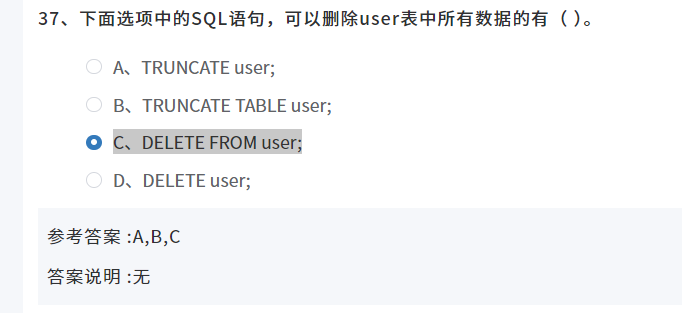 37、下面选项中的SQL语句，可以删除user表中所有数据的有（ )。
A、TRUNCATE user;
B、TRUNCATE TABLE user;
C、DELETE FROM user;
D、DELETE user;
参考答案 :A,B,C
答案说明 :无